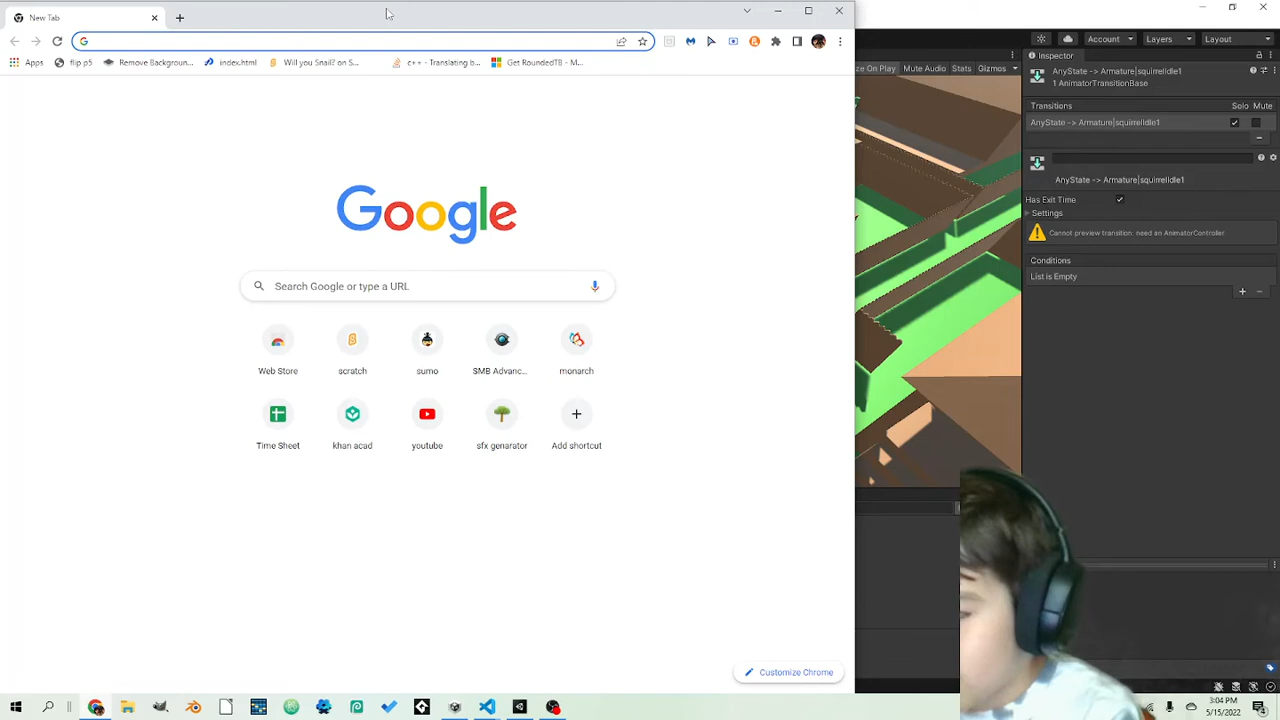 New Tab
Apps
flip p5
Remove Backgroun...
index.html
Will you Snail? on S...
c++ - Translating b...
Get RoundedTB - M...
Google
Search Google or type a URL
Web Store
scratch
sumo
SMB Advanc...
monarch
Time Sheet
khan acad
youtube
sfx genarator
Add shortcut
Customize Chrome
Account
Layers
Layout
ze On Play
Mute Audio
Stats
Gizmos
Inspector
AnyState -> Armature|squirrelIdle1
1 AnimatorTransitionBase
Transitions
Solo
Mute
AnyState -> Armature|squirrelIdle1
AnyState -> Armature|squirrelIdle1
Has Exit Time
Settings
Cannot preview transition: need an AnimatorController
Conditions
List is Empty
3:04 PM
5/15/2022